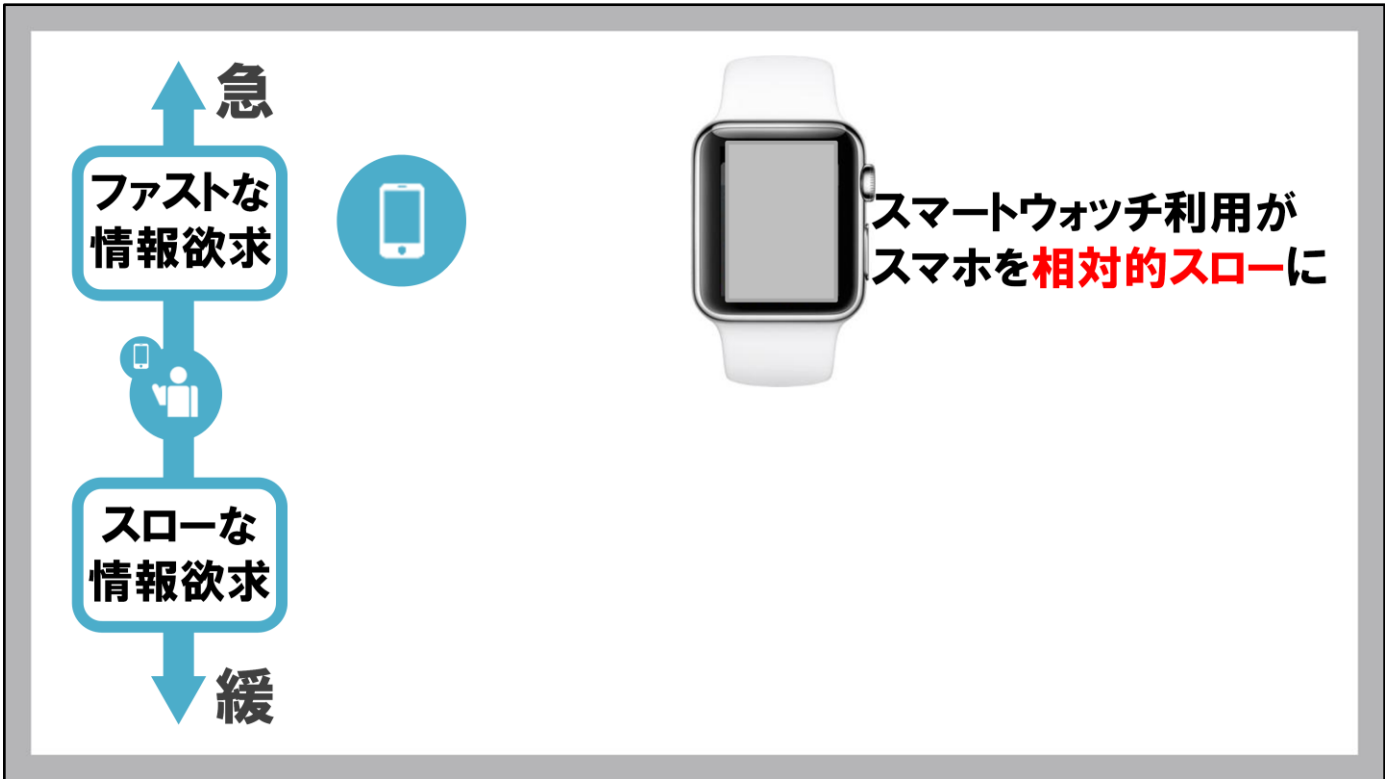 急
ファストな
情報欲求
スマートウォッチ利用が
スマホを相対的スローに
スローな
情報欲求
緩